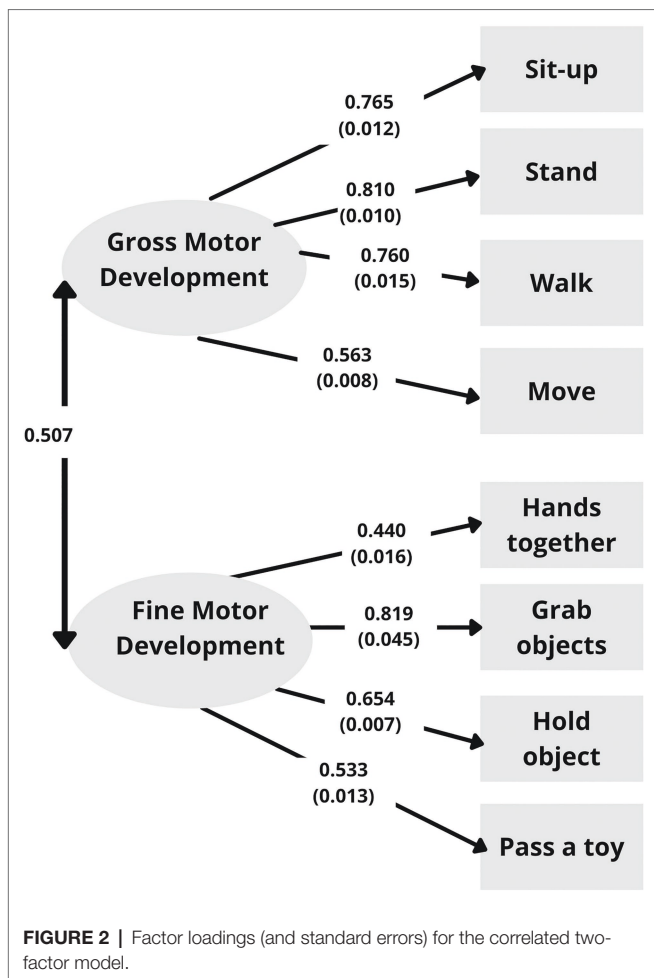 Sit-up
0.765
(0.012)
Stand
0.810
(0.010)
Gross Motor
Development
0.760
(0.015)
Walk
0.563
(0.008)
Move
0.507
Hands
together
0.440
(0.016)
Fine Motor
Development
0.819
(0.045)
Grab
objects
0.654
(0.007)
Hold
object
0.533
(0.013)
Pass a toy
FIGURE 2 | Factor loadings (and standard errors) for the correlated two-
factor model.